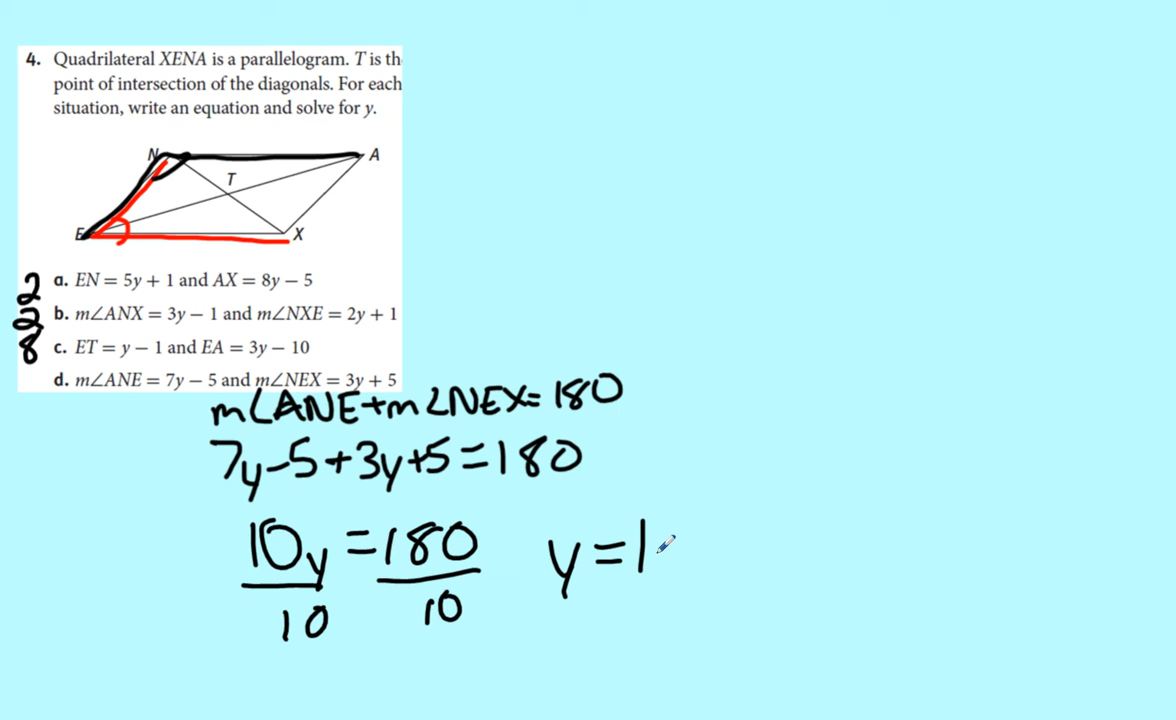 4. Quadrilateral XENA is a parallelogram. T is th
point of intersection of the diagonals. For each
situation, write an equation and solve for y.
N
A
T
E
X
2 a. EN = 5y + 1 and AX = 8y − 5
2 b. m∠ANX = 3y − 1 and m∠NXE = 2y + 1
8 c. ET = y − 1 and EA = 3y − 10
d. m∠ANE = 7y − 5 and m∠NEX = 3y + 5
m∠ANE+m∠NEX=180
7y−5+3y+5=180
10y =180 y=1
10 10